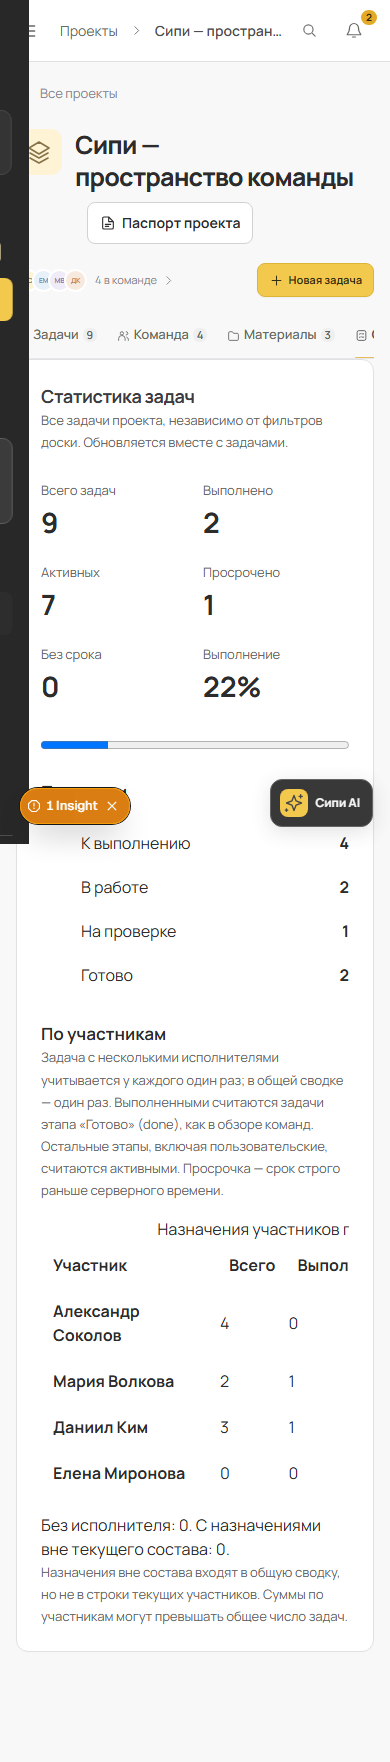 Проекты
Сипи — простран...
2
Все проекты
Сипи —
пространство команды
Паспорт проекта
ЕМ
МВ
ДК
4 в команде
Новая задача
Задачи 9
Команда 4
Материалы 3
Статистика задач
Все задачи проекта, независимо от фильтров
доски. Обновляется вместе с задачами.
Всего задач
Выполнено
9
2
Активных
Просрочено
7
1
Без срока
Выполнение
0
22%
1 Insight
Сипи AI
К выполнению
4
В работе
2
На проверке
1
Готово
2
По участникам
Задача с несколькими исполнителями
учитывается у каждого один раз; в общей сводке
— один раз. Выполненными считаются задачи
этапа «Готово» (done), как в обзоре команд.
Остальные этапы, включая пользовательские,
считаются активными. Просрочка — срок строго
раньше серверного времени.
Назначения участников
Участник
Всего
Выпол
Александр
Соколов
4
0
Мария Волкова
2
1
Даниил Ким
3
1
Елена Миронова
0
0
Без исполнителя: 0. С назначениями
вне текущего состава: 0.
Назначения вне состава входят в общую сводку,
но не в строки текущих участников. Суммы по
участникам могут превышать общее число задач.